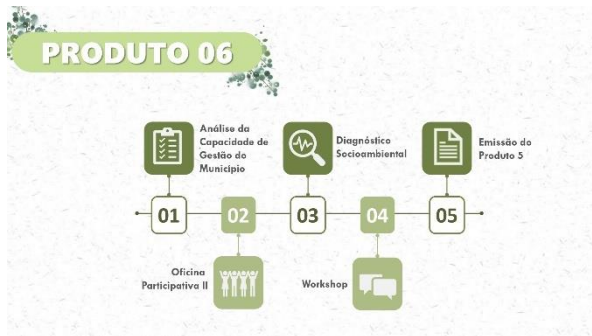 PRODUTO 06
Análise da
Capacidade de
Gestão do
Município
Diagnóstico
Socioambiental
Emissão do
Produto 5
01
02
03
04
05
Oficina
Participativa II
Workshop